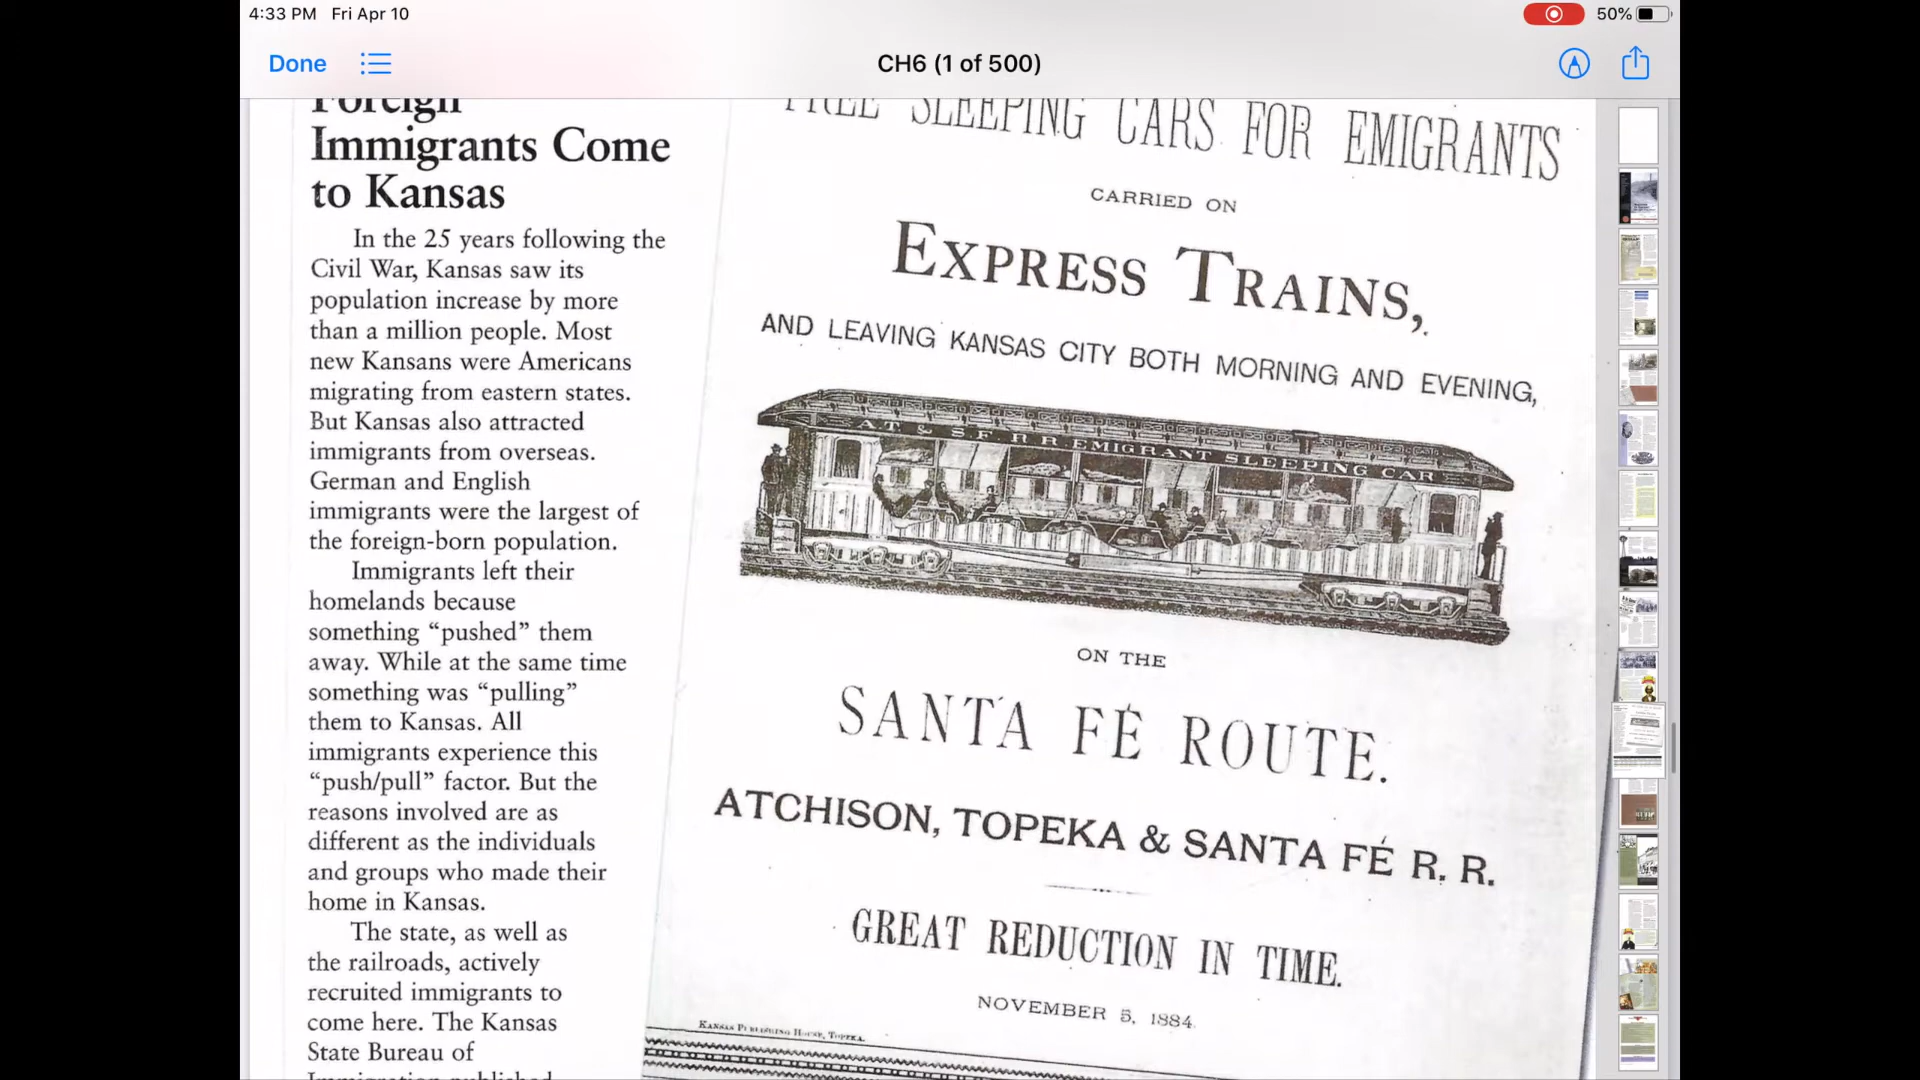 4:33 PM Fri Apr 10
50%
Done
CH6 (1 of 500)
Foreign
Immigrants Come
to Kansas
In the 25 years following the
Civil War, Kansas saw its
population increase by more
than a million people. Most
new Kansans were Americans
migrating from eastern states.
But Kansas also attracted
immigrants from overseas.
German and English
immigrants were the largest of
the foreign-born population.
Immigrants left their
homelands because
something “pushed” them
away. While at the same time
something was “pulling”
them to Kansas. All
immigrants experience this
“push/pull” factor. But the
reasons involved are as
different as the individuals
and groups who made their
home in Kansas.
The state, as well as
the railroads, actively
recruited immigrants to
come here. The Kansas
State Bureau of
Immigration published
FREE SLEEPING CARS FOR EMIGRANTS
CARRIED ON
EXPRESS TRAINS,
AND LEAVING KANSAS CITY BOTH MORNING AND EVENING,
A.T. & S.F. R R EMIGRANT SLEEPING CAR
ON THE
SANTA FÉ ROUTE.
ATCHISON, TOPEKA & SANTA FÉ R. R.
GREAT REDUCTION IN TIME.
NOVEMBER 5, 1884.
KANSAS PUBLISHING HOUSE, TOPEKA.